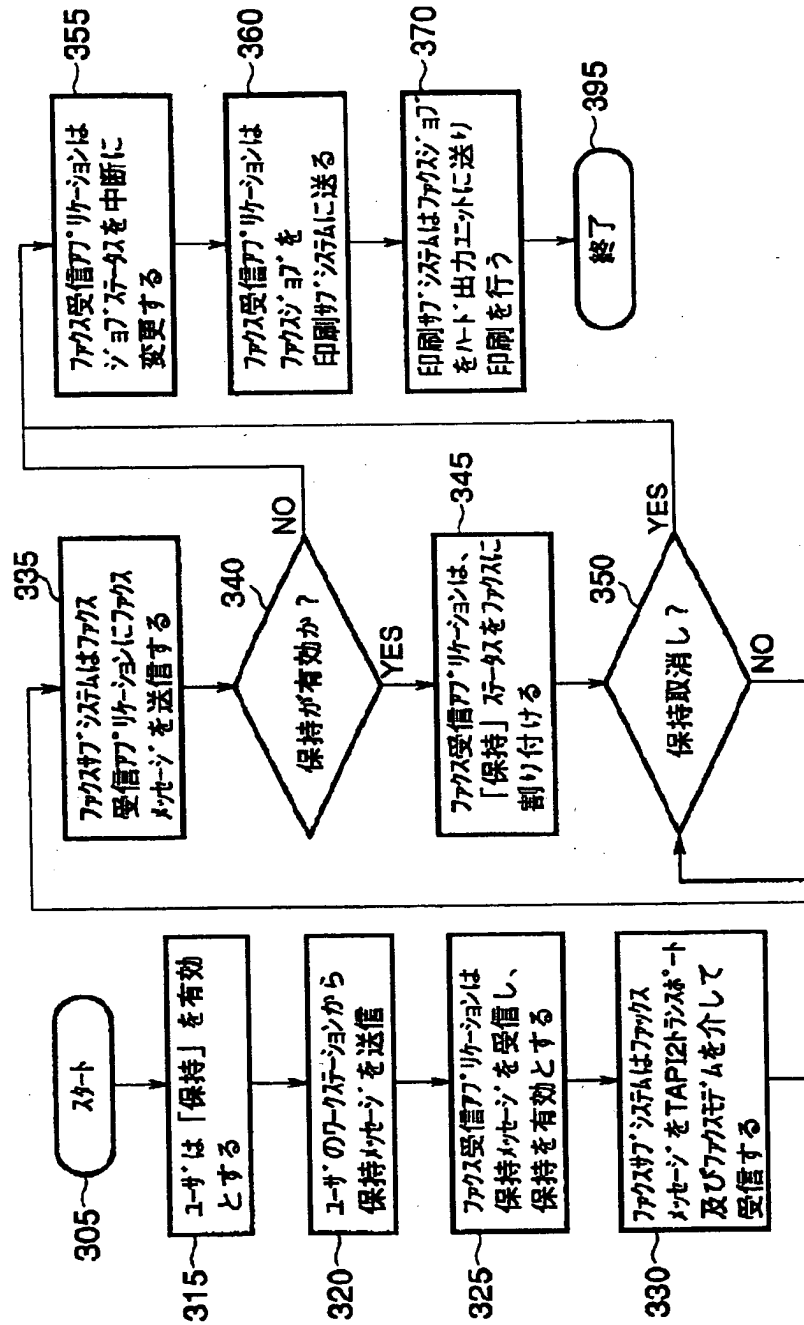 スタート
305
ユーザは「保持」を有効
とする
315
ユーザのワークステーションから
保持メッセージを送信
320
ファクス受信アプリケーションは
保持メッセージを受信し、
保持を有効とする
325
ファクスサブシステムはファックス
メッセージをTAPI2トランスポート
及びファクスモデムを介して
受信する
330
335
ファクスサブシステムはファクス
受信アプリケーションにファクス
メッセージを送信する
340
保持が有効か?
NO
YES
345
ファクス受信アプリケーションは、
「保持」ステータスをファクスに
割り付ける
350
保持取消し?
YES
NO
355
ファクス受信アプリケーションは
ジョブステータスを中断に
変更する
360
ファクス受信アプリケーションは
ファクスジョブを
印刷サブシステムに送る
370
印刷サブシステムはファクスジョブ
をハード出力ユニットに送り
印刷を行う
395
終了